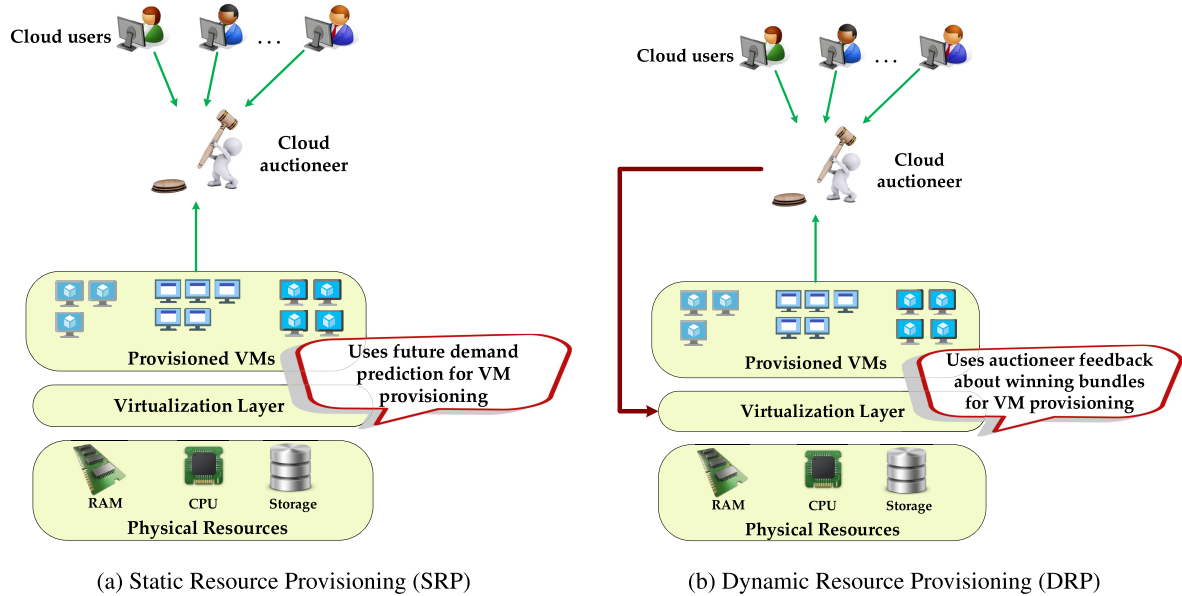 Cloud users
...
Cloud
auctioneer
Provisioned VMs
Uses future demand
prediction for VM
provisioning
Virtualization Layer
RAM
CPU
Storage
Physical Resources
(a) Static Resource Provisioning (SRP)
Cloud users
...
Cloud
auctioneer
Provisioned VMs
Uses auctioneer feedback
about winning bundles
for VM provisioning
Virtualization Layer
RAM
CPU
Storage
Physical Resources
(b) Dynamic Resource Provisioning (DRP)